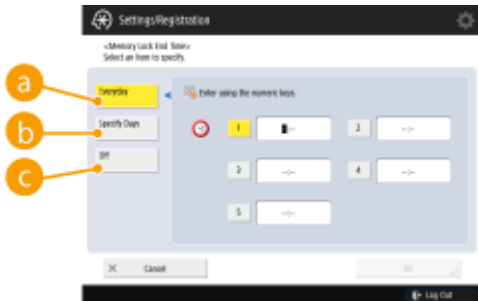 Settings/Registration
<Memory Lock End Time>
Select an item to specify.
a
Everyday
Enter using the numeric keys.
b
Specify Days
1
--:--
2
--:--
c
Off
3
--:--
4
--:--
5
--:--
Cancel
OK
Log Out